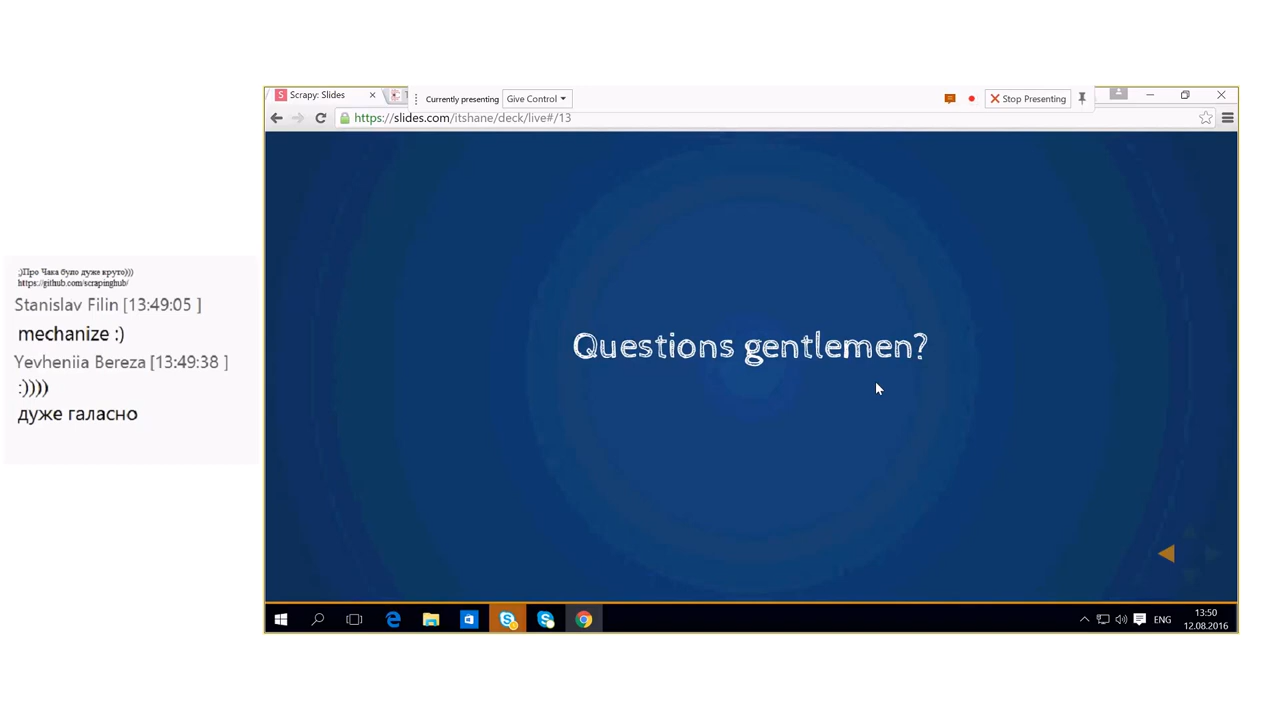 ;)Про Чака було дуже круто)))
https://github.com/scrapinghub/
Stanislav Filin [13:49:05 ]
mechanize :)
Yevheniia Bereza [13:49:38 ]
:))))
дуже галасно
Scrapy: Slides
Currently presenting
Give Control
Stop Presenting
https://slides.com/itshane/deck/live#/13
Questions gentlemen?
ENG
13:50
12.08.2016